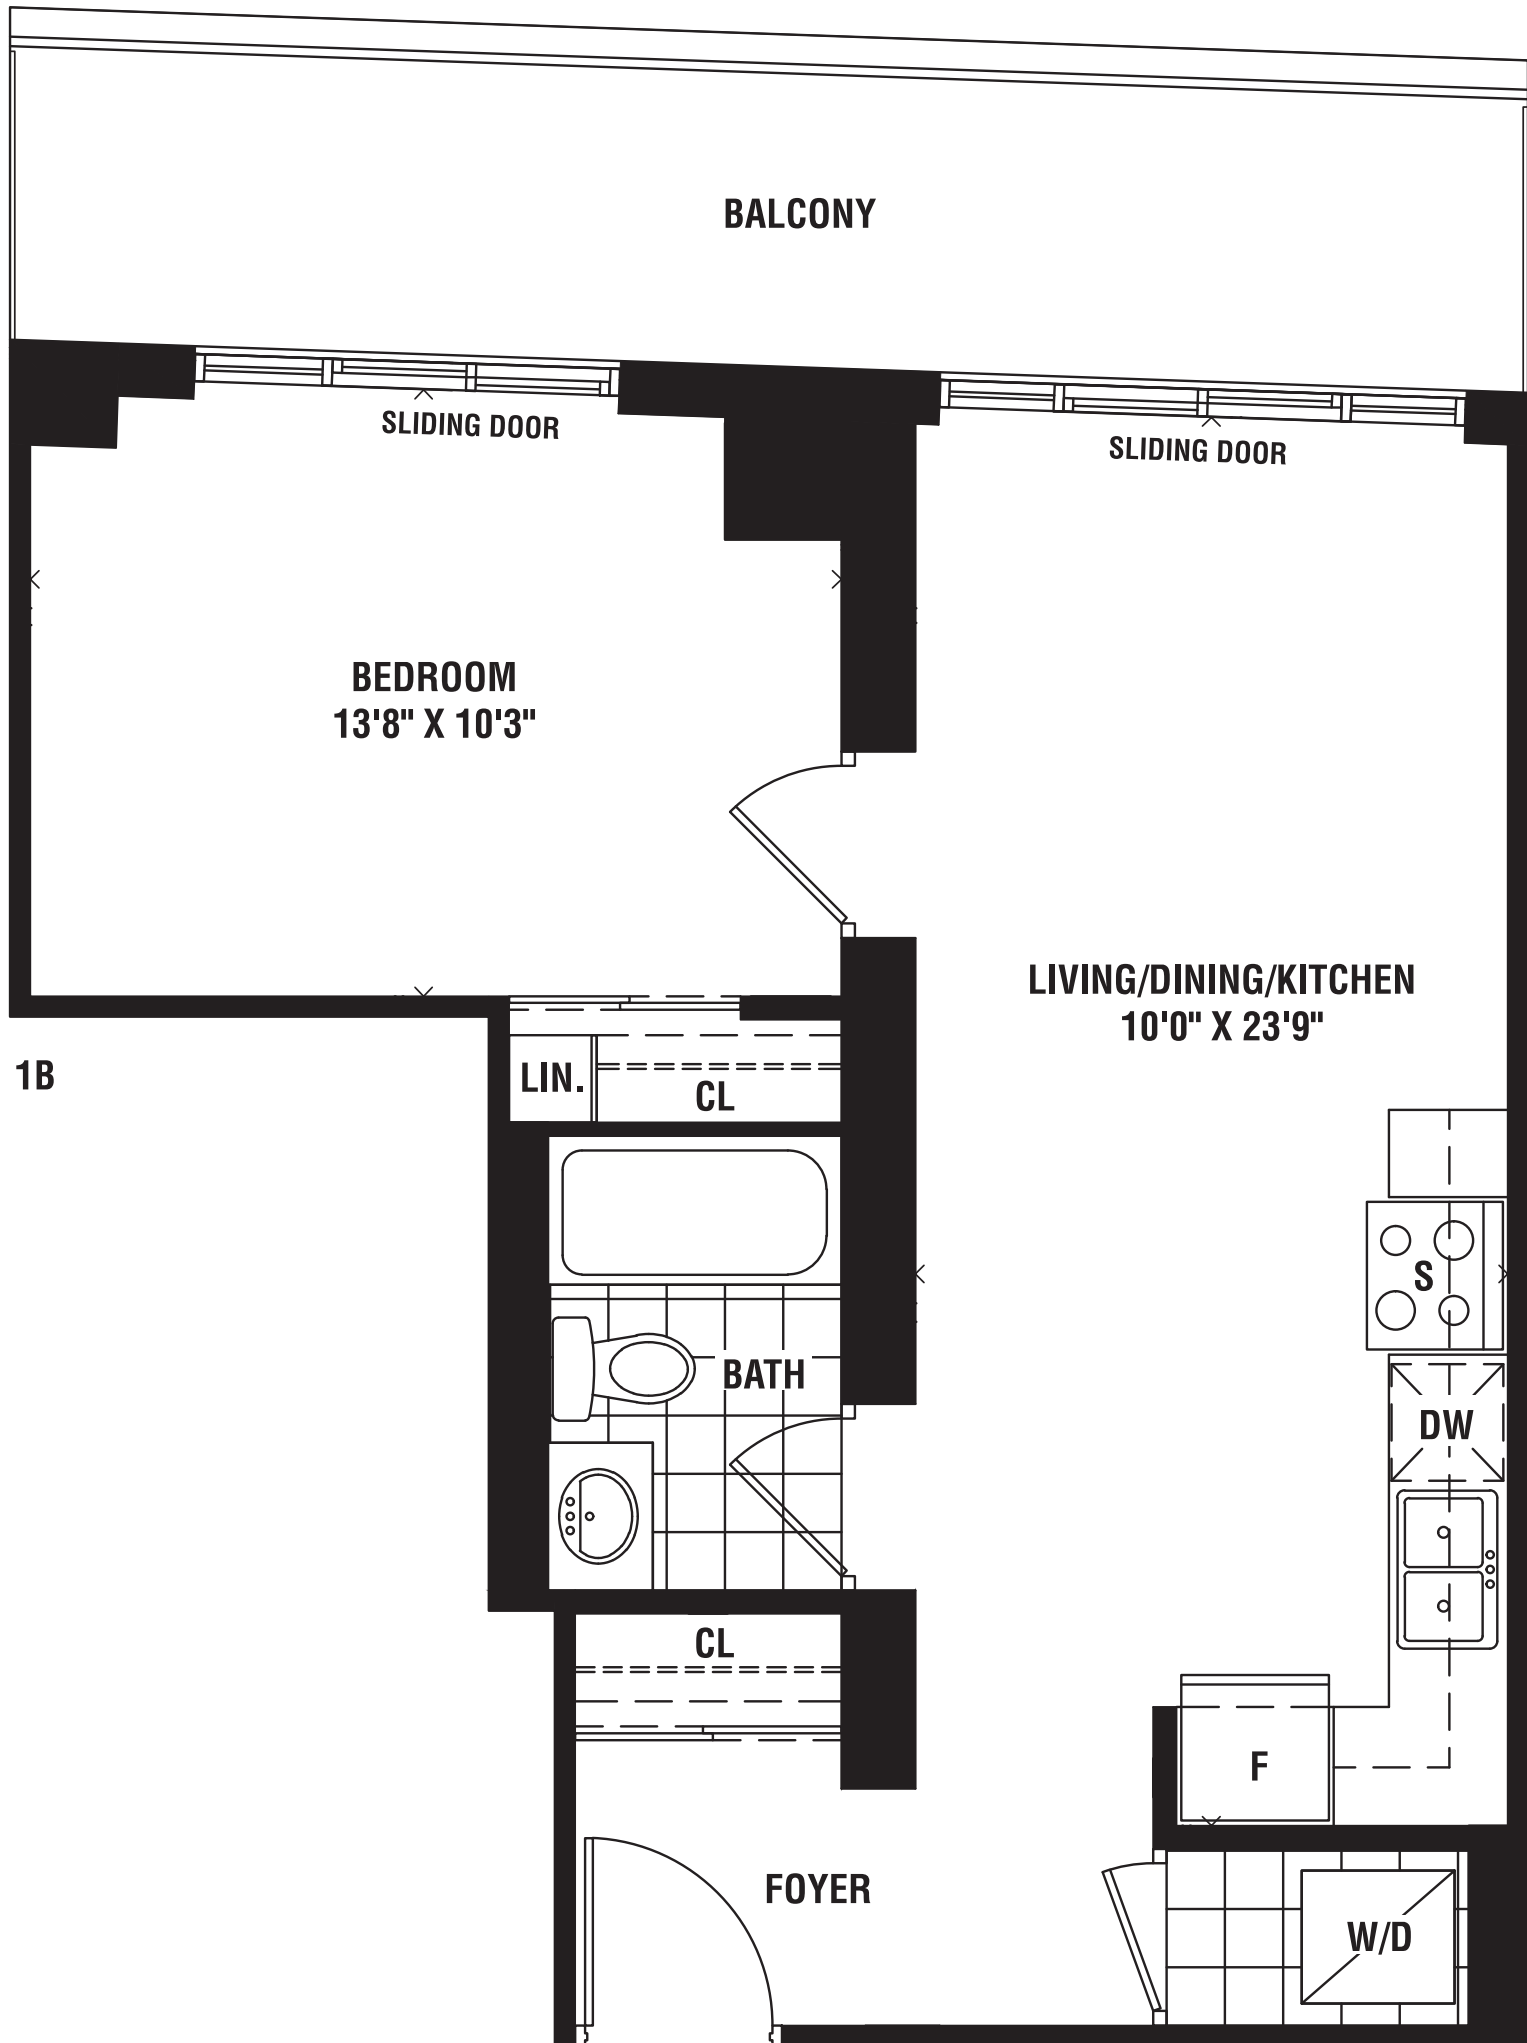 BALCONY
SLIDING DOOR
SLIDING DOOR
BEDROOM
13'8" X 10'3"
LIVING/DINING/KITCHEN
10'0" X 23'9"
1B
LIN.
CL
S
BATH
DW
CL
F
FOYER
W/D